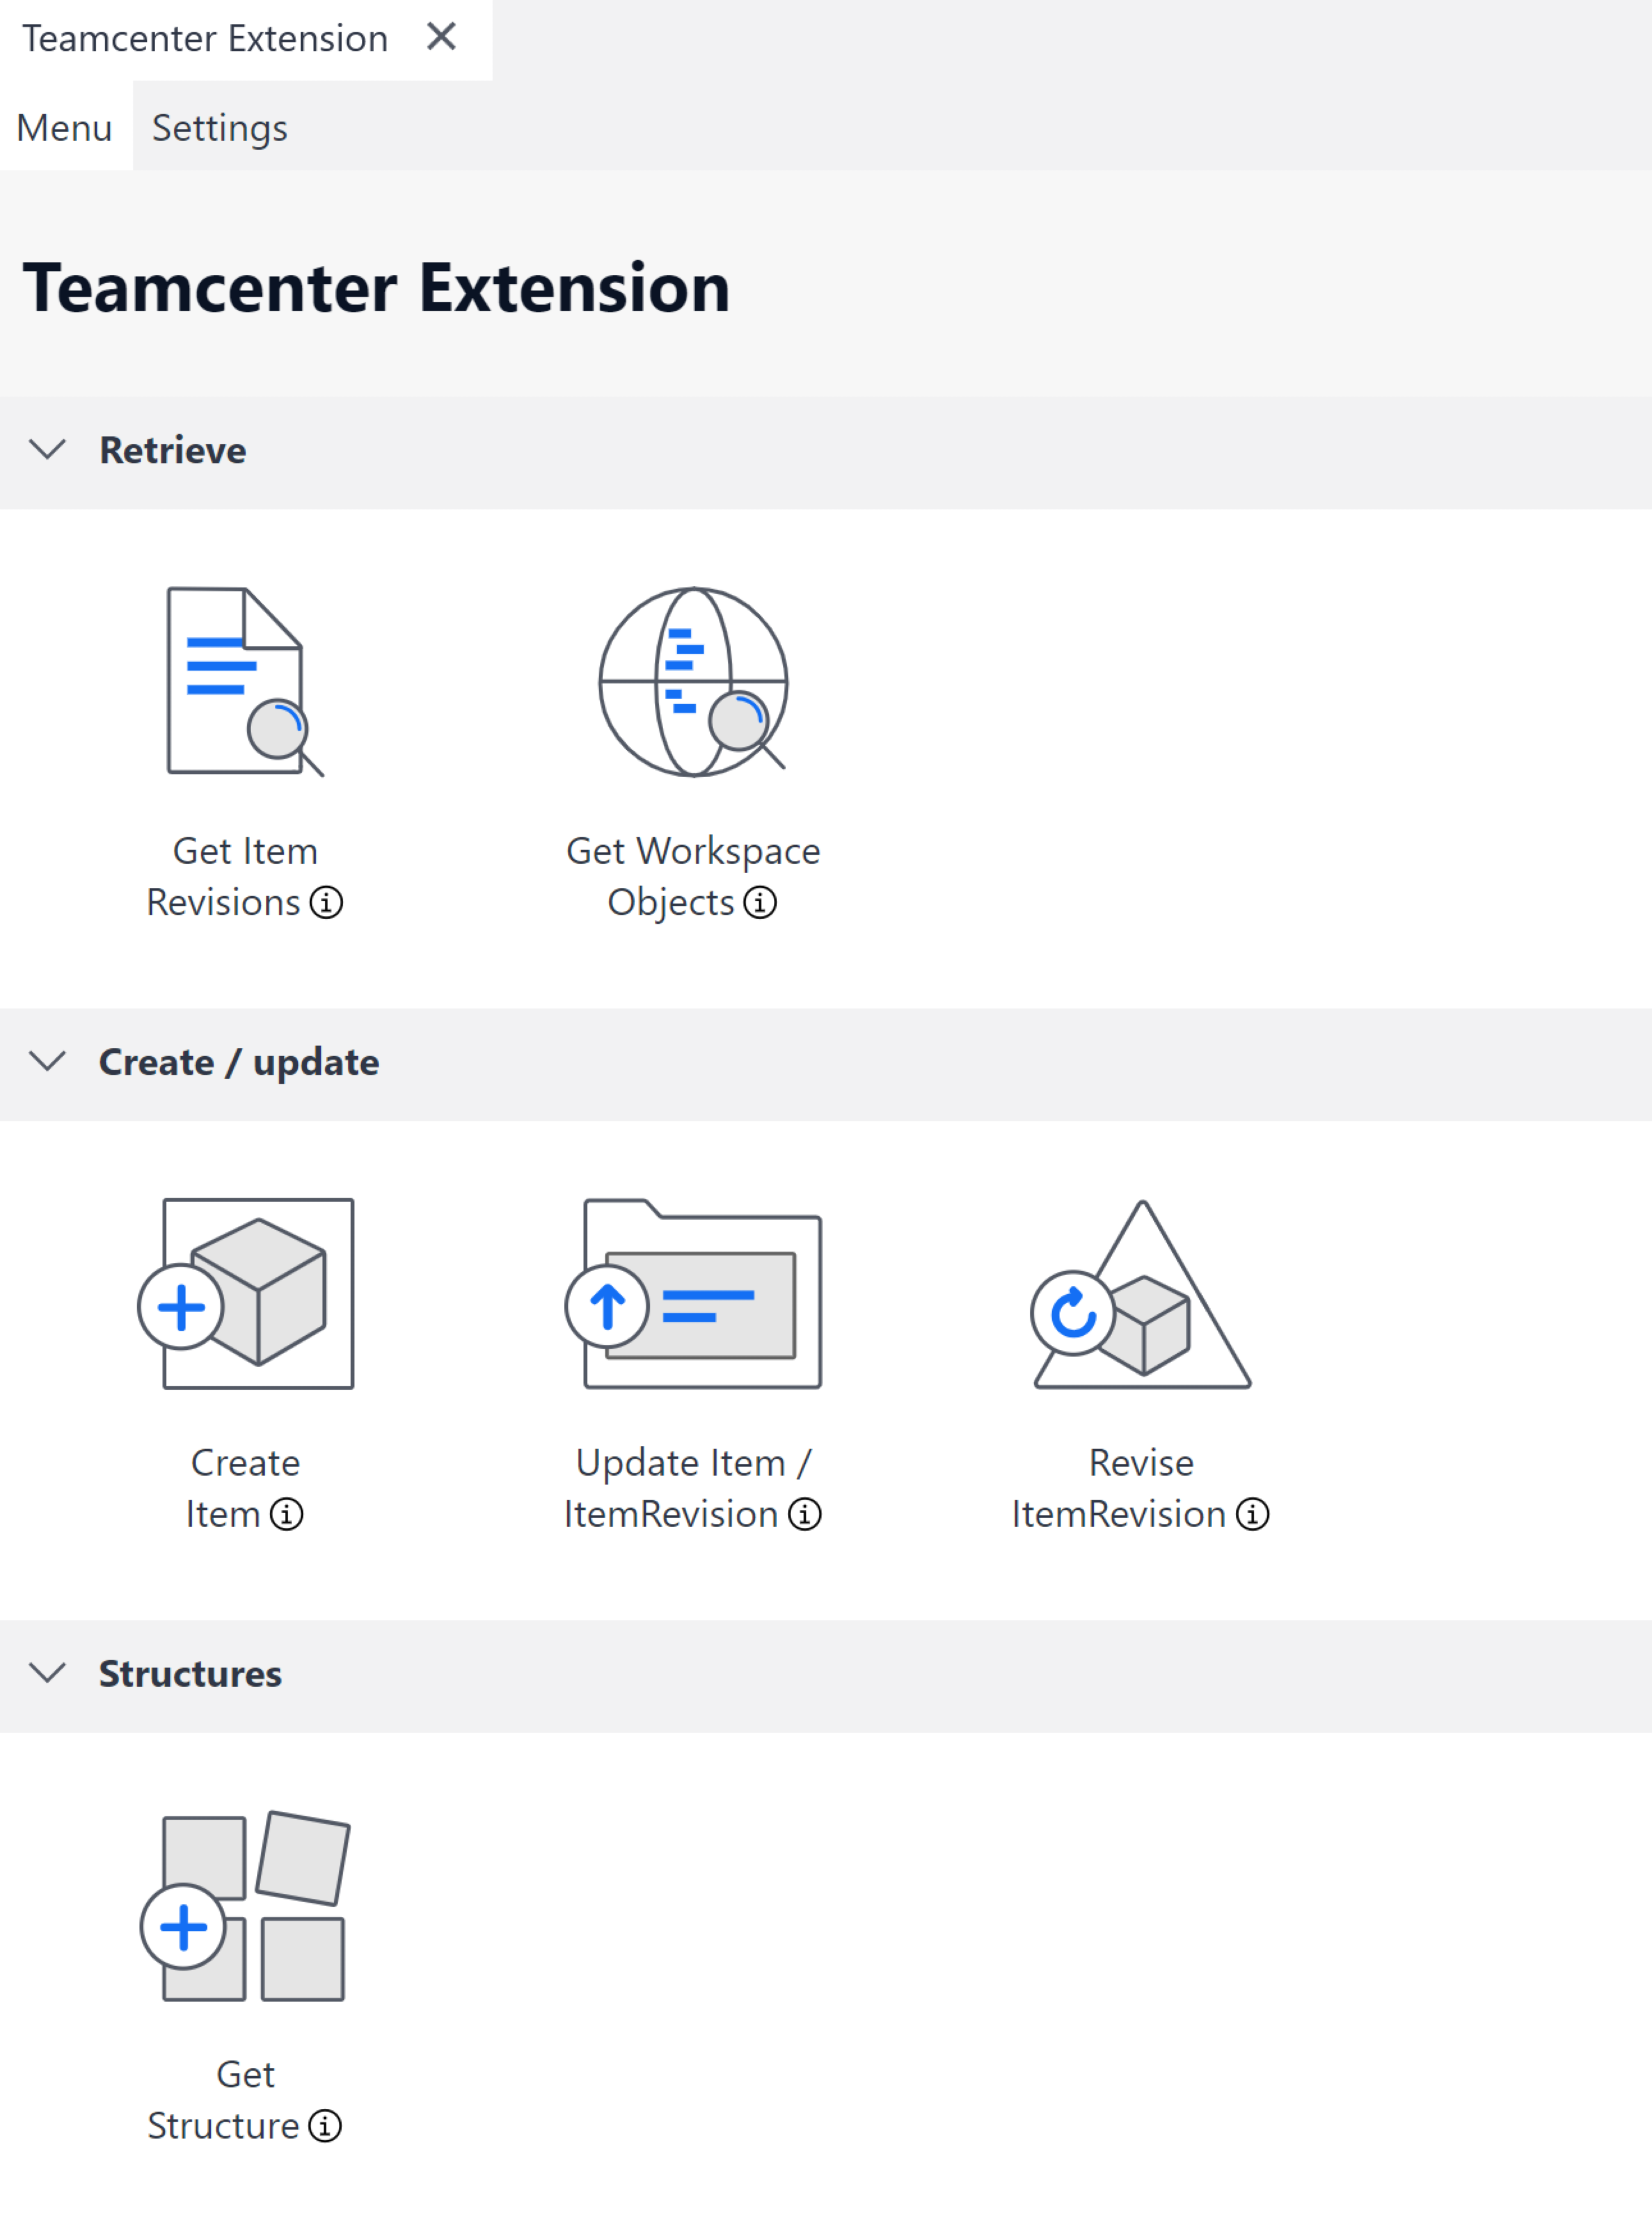 Teamcenter Extension
Menu Settings
Teamcenter Extension
Retrieve
Get Item
Revisions
Get Workspace
Objects
Create / update
Create
Item
Update Item /
ItemRevision
Revise
ItemRevision
Structures
Get
Structure